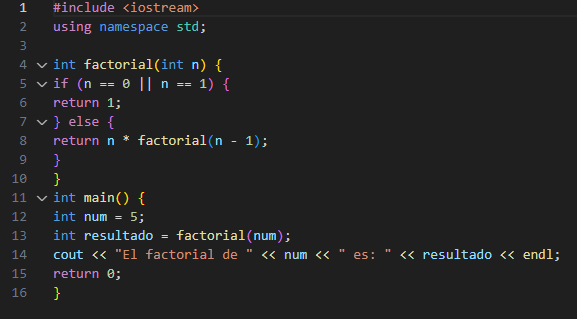 1 #include <iostream>
2 using namespace std;
3
4 int factorial(int n) {
5 if (n == 0 || n == 1) {
6 return 1;
7 } else {
8 return n * factorial(n - 1);
9 }
10 }
11 int main() {
12 int num = 5;
13 int resultado = factorial(num);
14 cout << "El factorial de " << num << " es: " << resultado << endl;
15 return 0;
16 }